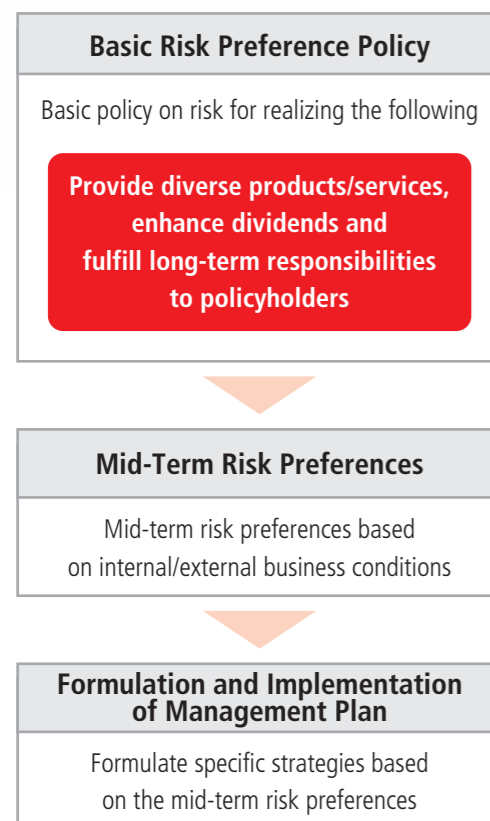 Basic Risk Preference Policy
Basic policy on risk for realizing the following
Provide diverse products/services,
enhance dividends and
fulfill long-term responsibilities
to policyholders
Mid-Term Risk Preferences
Mid-term risk preferences based
on internal/external business conditions
Formulation and Implementation
of Management Plan
Formulate specific strategies based
on the mid-term risk preferences